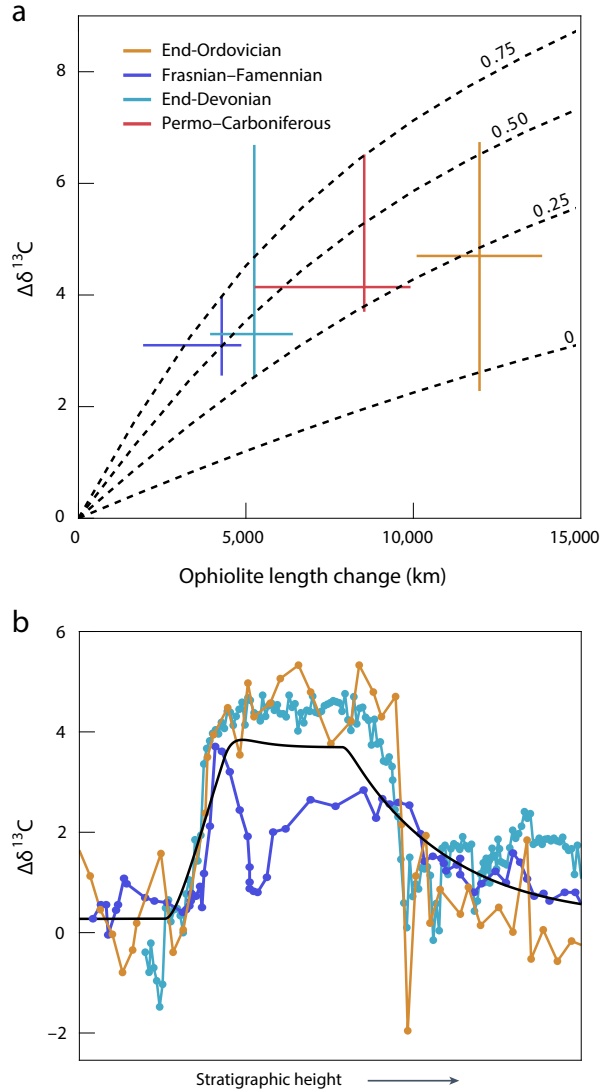 a
8
6
4
2
0
Δδ¹³C
End-Ordovician
Frasnian–Famennian
End-Devonian
Permo–Carboniferous
0.75
0.50
0.25
0
0
5,000
10,000
15,000
Ophiolite length change (km)
b
6
4
2
0
−2
Δδ¹³C
Stratigraphic height